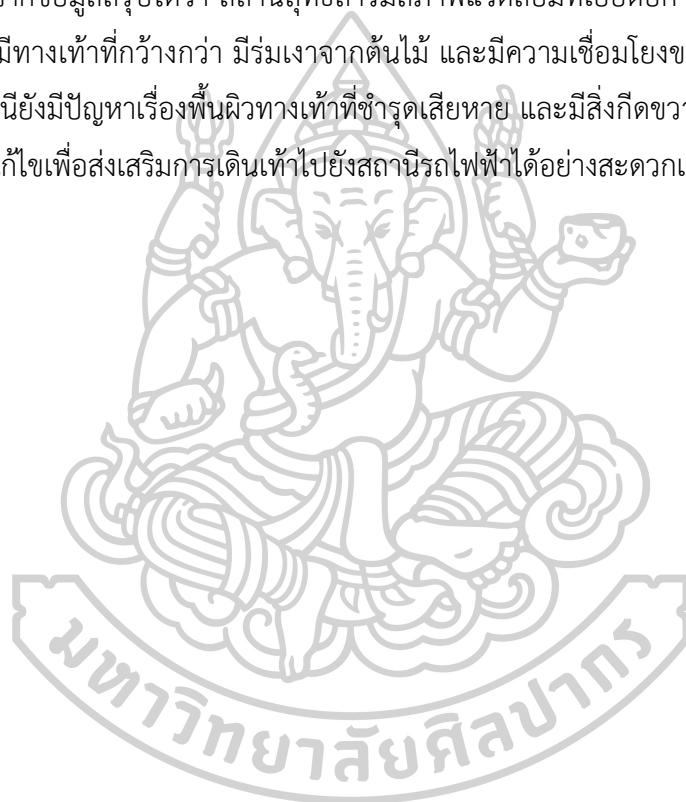 มีทางเท้าที่กว้างกว่า มีร่มเงาจากต้นไม้ และมีความเชื่อมโยงข
นียังมีปัญหาเรื่องพื้นผิวทางเท้าที่ชำรุดเสียหาย และมีสิ่งกีดขวา
ก้ไขเพื่อส่งเสริมการเดินเท้าไปยังสถานีรถไฟฟ้าได้อย่างสะดวก
มหาวิทยาลัยศิลปากร